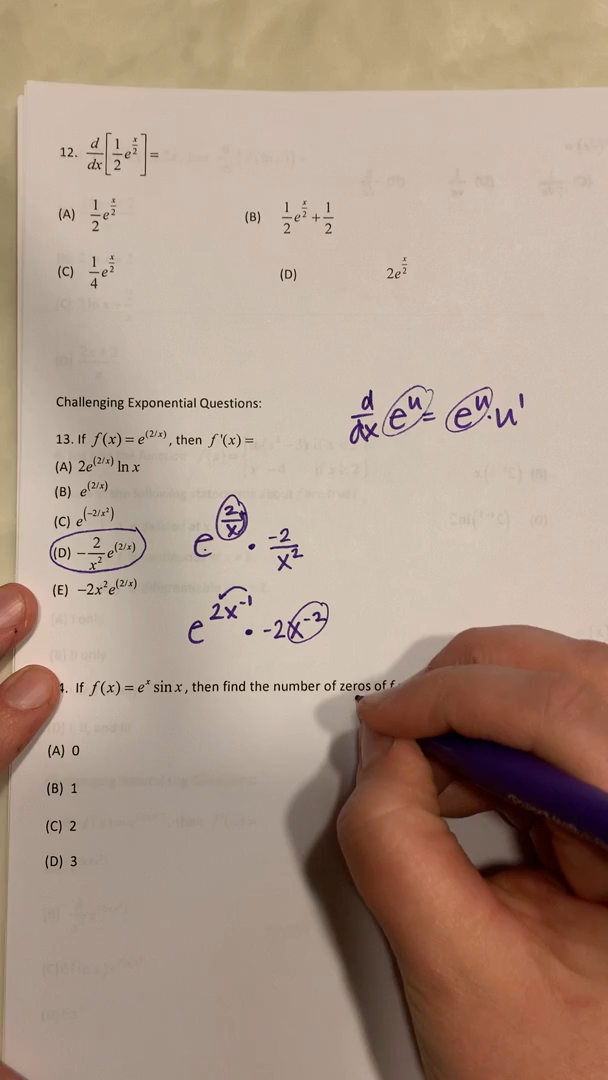 12. d/dx [1/2 e^(x/2)] =
(A) 1/2 e^(x/2)
(B) 1/2 e^(x/2) + 1/2
(C) 1/4 e^(x/2)
(D) 2e^(x/2)
d/dx e^u = e^u · u'
Challenging Exponential Questions:
13. If f(x) = e^(2/x), then f '(x) =
(A) 2e^(2/x) ln x
(B) e^(2/x)
(C) e^(-2/x²)
(D) -2/x² e^(2/x)
(E) -2x²e^(2/x)
e^(2/x) · -2/x²
e^(2x^-1) · -2x^-2
4. If f(x) = e^x sin x, then find the number of zeros of f
(A) 0
(B) 1
(C) 2
(D) 3